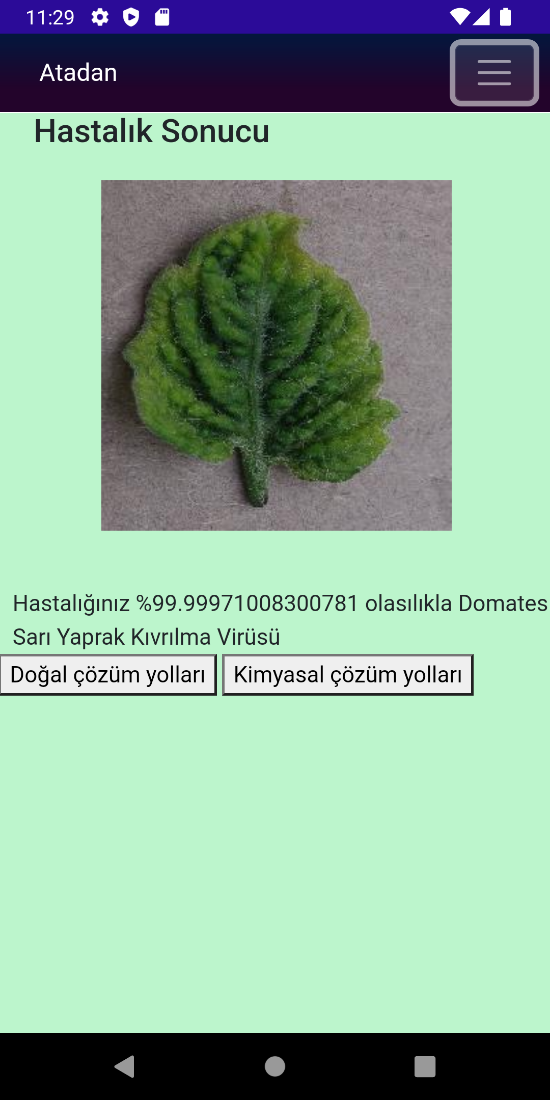 11:29
Atadan
Hastalık Sonucu
Hastalığınız %99.99971008300781 olasılıkla Domates
Sarı Yaprak Kıvrılma Virüsü
Doğal çözüm yolları Kimyasal çözüm yolları